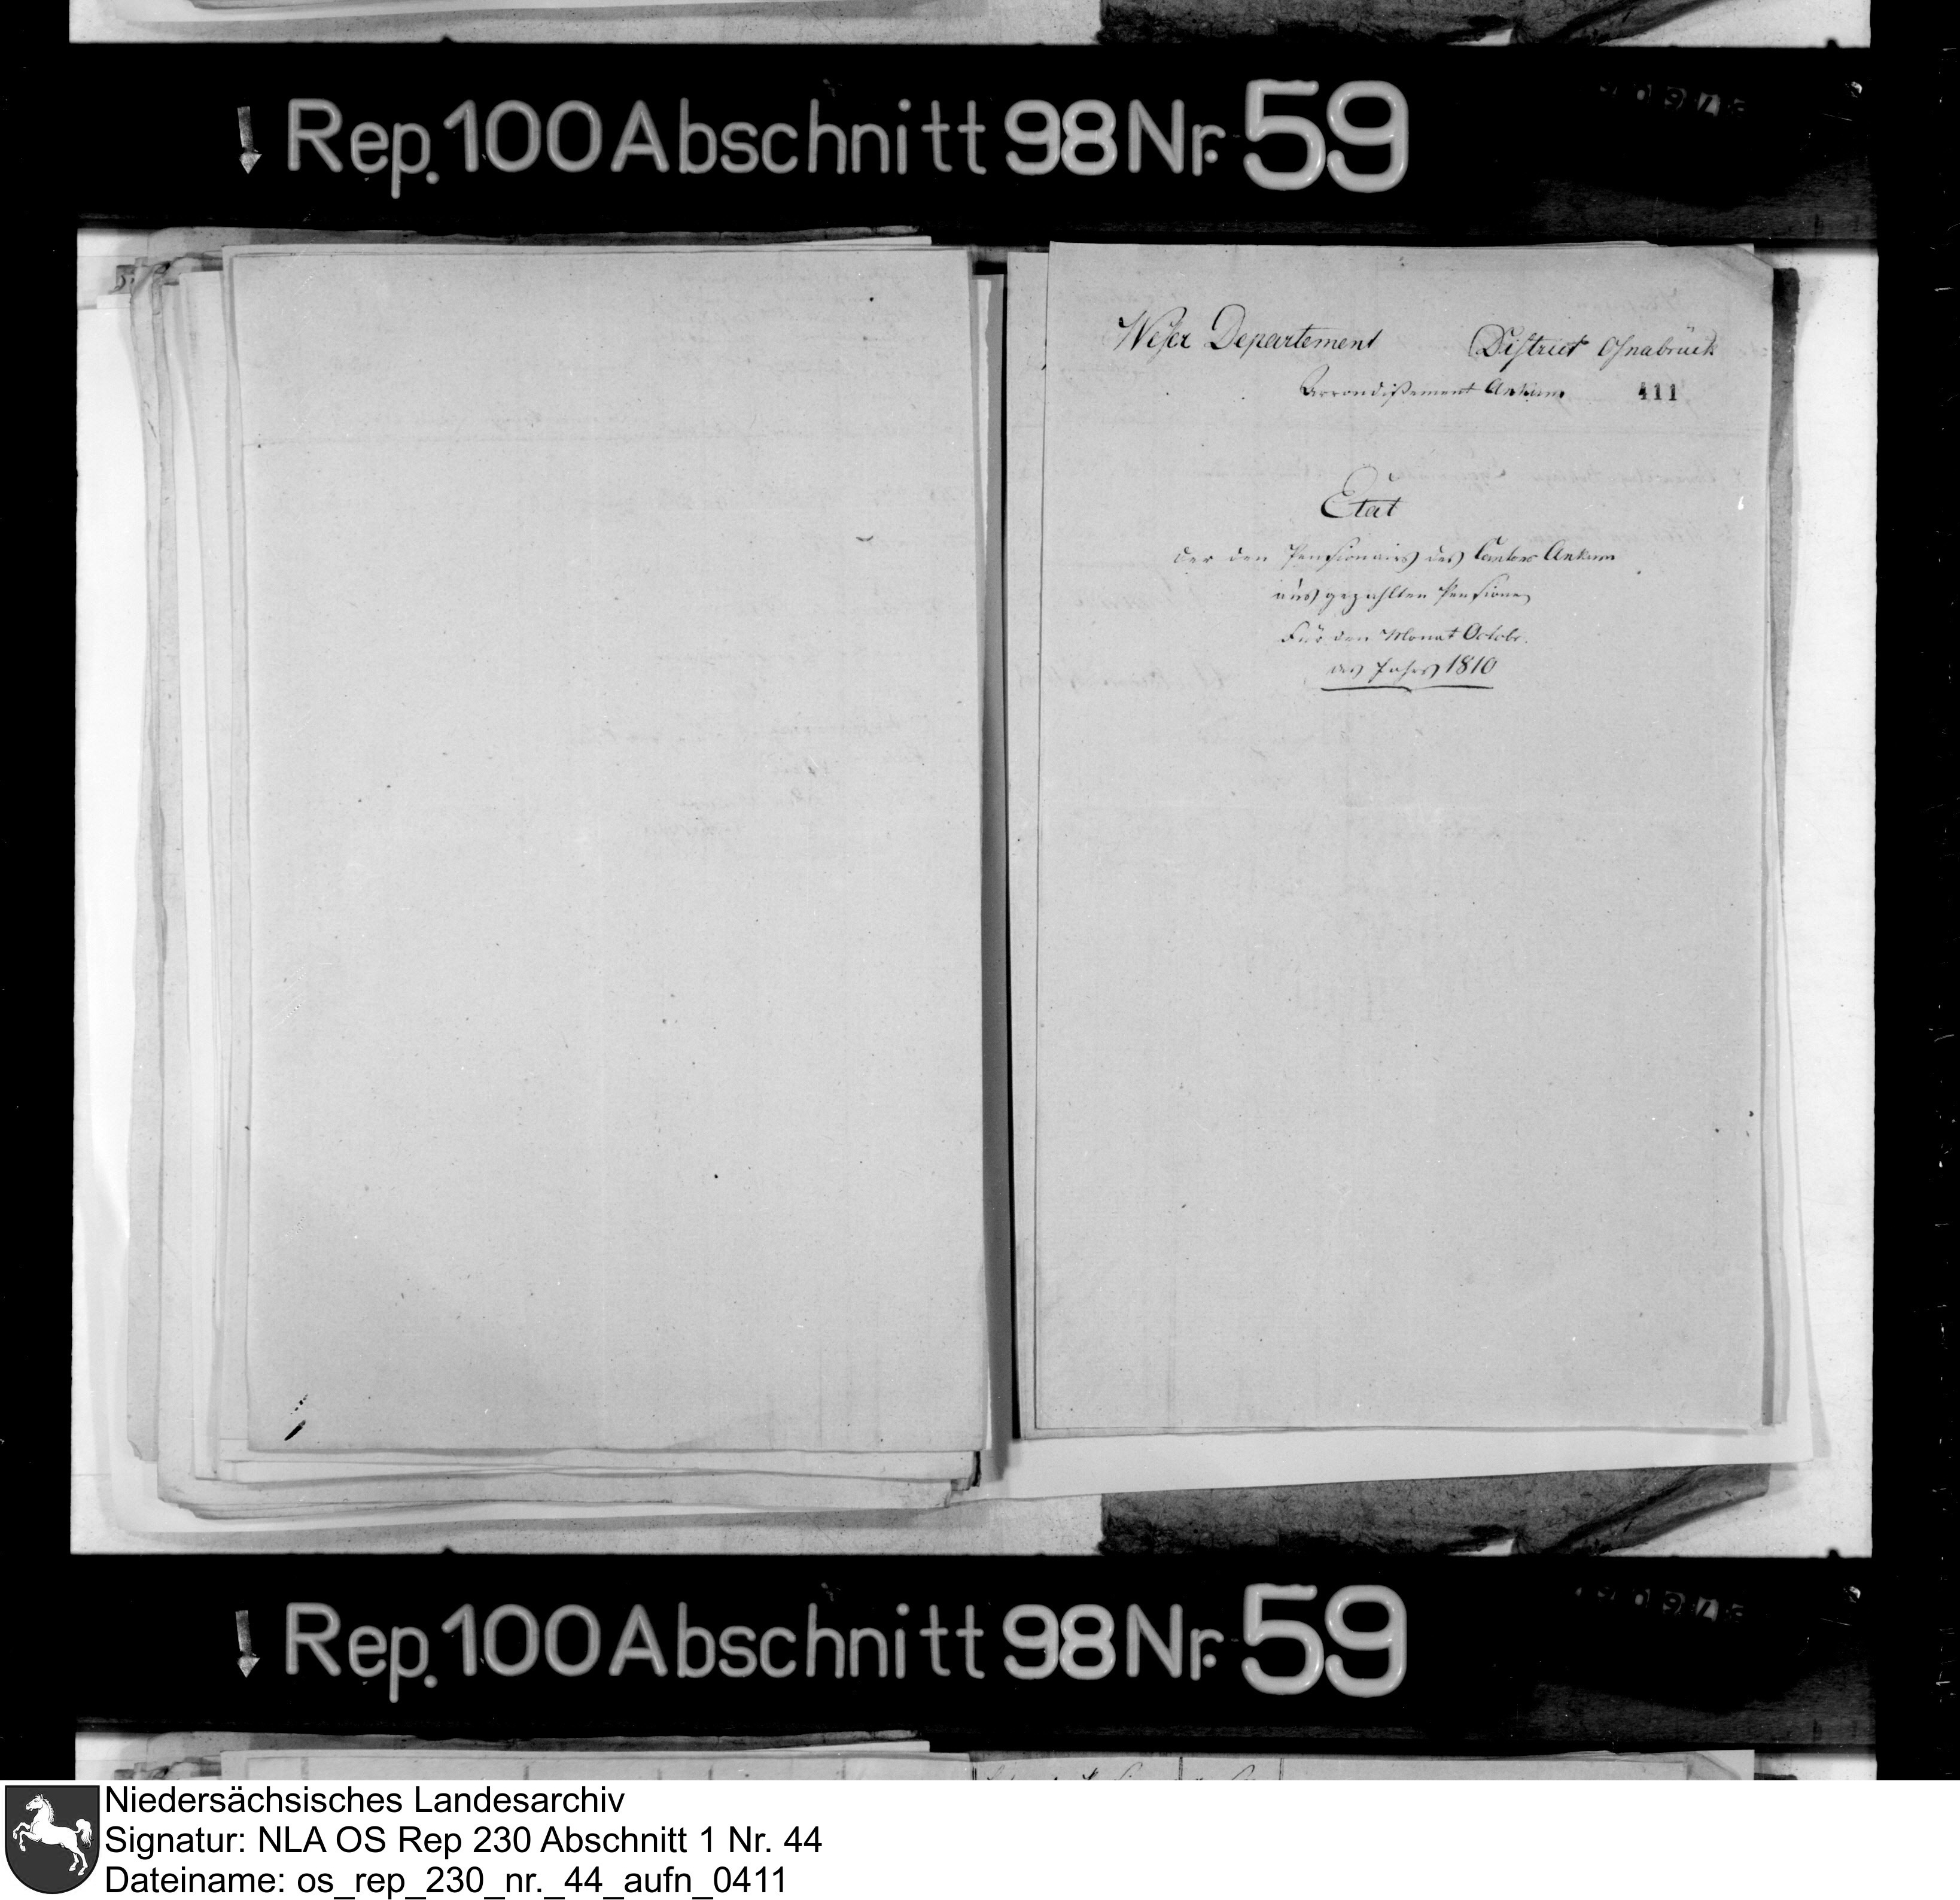 Rep. 100 Abschnitt 98 Nr. 59
Weser Departement District Osnabrück
Arrondissement Ankum 411
Etat
der den Pensionairs des Cantons Ankum
ausgezahlten Pensionen
Für den Monat Octobr.
des Jahrs 1810
Rep. 100 Abschnitt 98 Nr. 59
Niedersächsisches Landesarchiv
Signatur: NLA OS Rep 230 Abschnitt 1 Nr. 44
Dateiname: os_rep_230_nr._44_aufn_0411